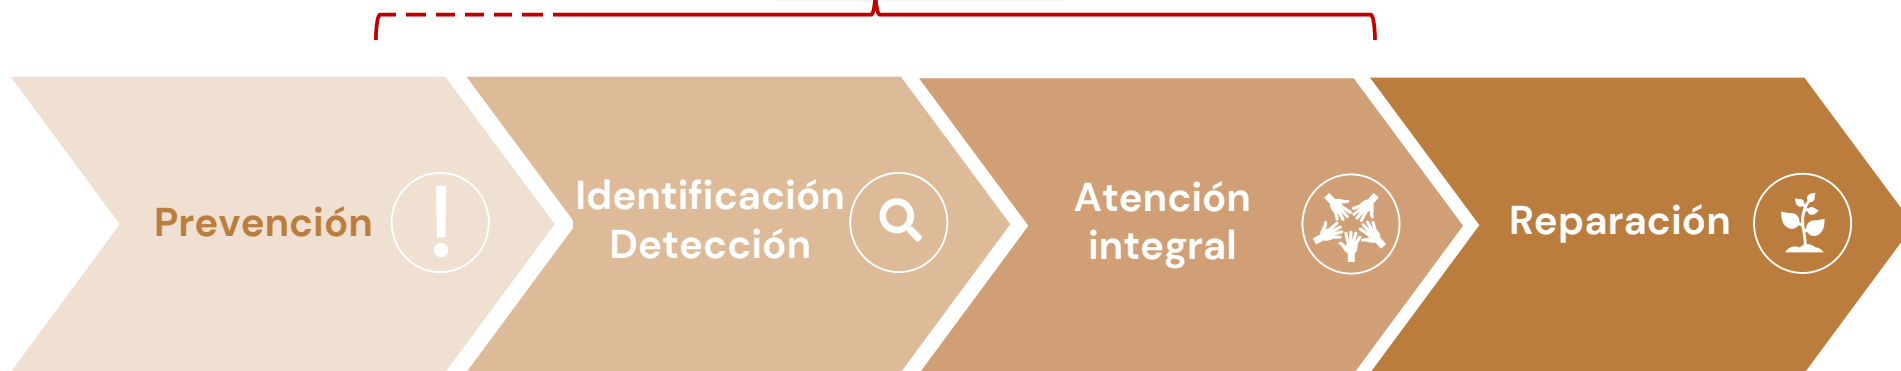 Prevención
Identificación
Detección
Atención
integral
Reparación